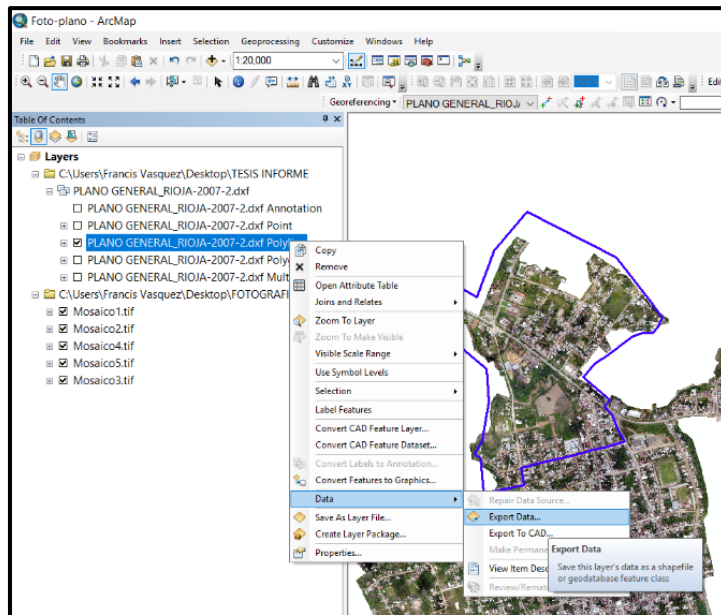 Foto-plano - ArcMap
File Edit View Bookmarks Insert Selection Geoprocessing Customize Windows Help
1:20,000
Edi
Georeferencing PLANO GENERAL_RIOJA
Table Of Contents
Layers
C:\Users\Francis Vasquez\Desktop\TESIS INFORME
PLANO GENERAL_RIOJA-2007-2.dxf
PLANO GENERAL_RIOJA-2007-2.dxf Annotation
PLANO GENERAL_RIOJA-2007-2.dxf Point
PLANO GENERAL_RIOJA-2007-2.dxf Polyl
PLANO GENERAL_RIOJA-2007-2.dxf Polyg
PLANO GENERAL_RIOJA-2007-2.dxf Mult
C:\Users\Francis Vasquez\Desktop\FOTOGRAFI
Mosaico1.tif
Mosaico2.tif
Mosaico4.tif
Mosaico5.tif
Mosaico3.tif
Copy
Remove
Open Attribute Table
Joins and Relates
Zoom To Layer
Zoom To Make Visible
Visible Scale Range
Use Symbol Levels
Selection
Label Features
Convert CAD Feature Layer...
Convert CAD Feature Dataset...
Convert Labels to Annotation...
Convert Features to Graphics...
Data
Save As Layer File...
Create Layer Package...
Properties...
Repair Data Source...
Export Data...
Export To CAD...
Make Permane
View Item Desc
Review/Remat
Export Data
Save this layer's data as a shapefile
or geodatabase feature class